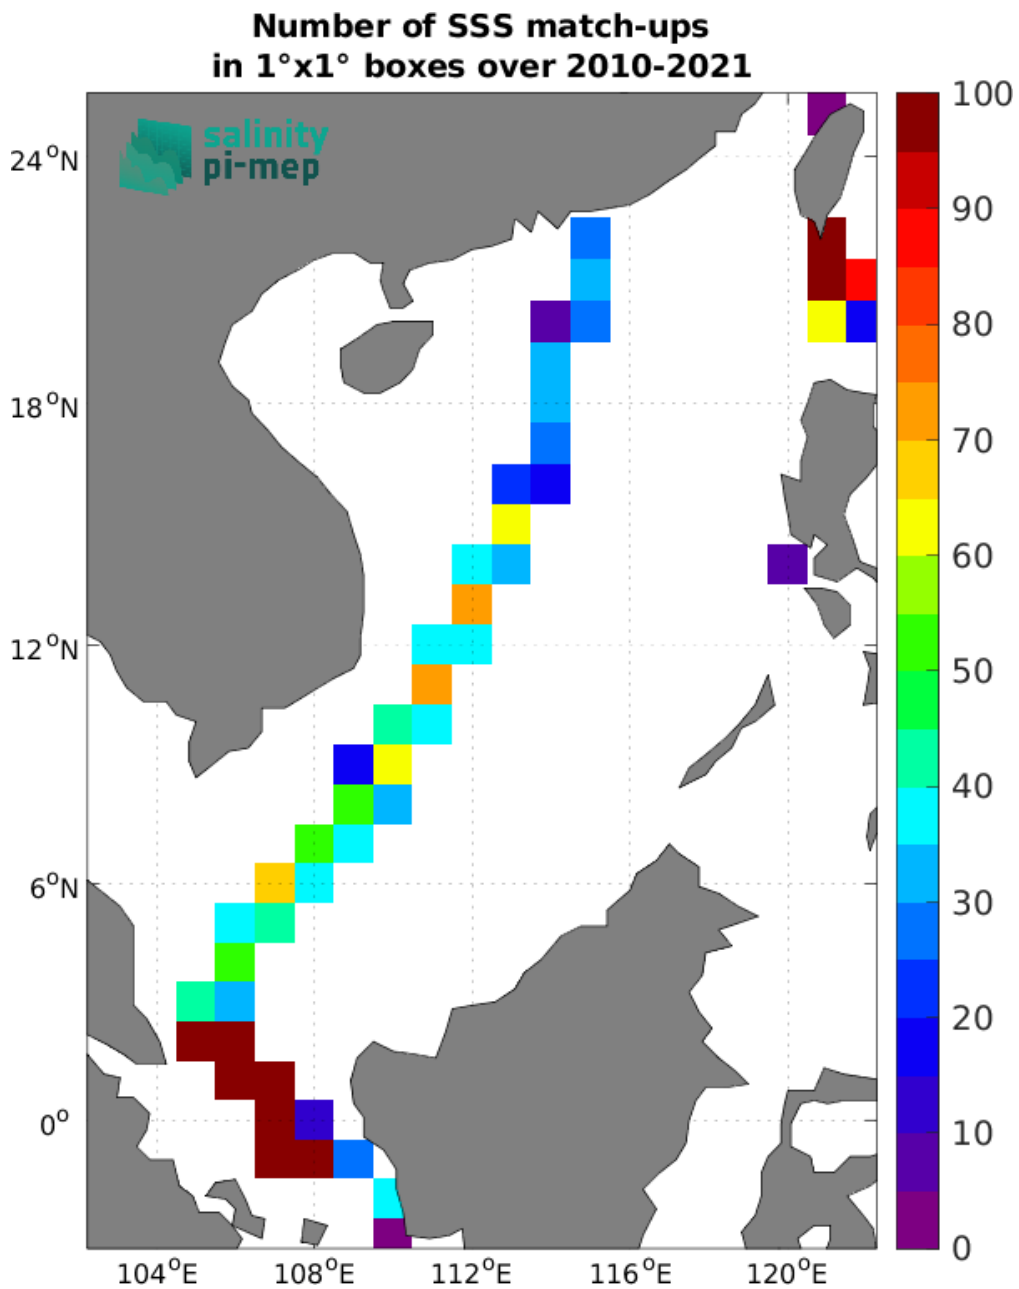 Number of SSS match-ups
in 1°x1° boxes over 2010-2021
salinity
pi-mep
24°N
18°N
12°N
6°N
0°
104°E 108°E 112°E 116°E 120°E
100
90
80
70
60
50
40
30
20
10
0